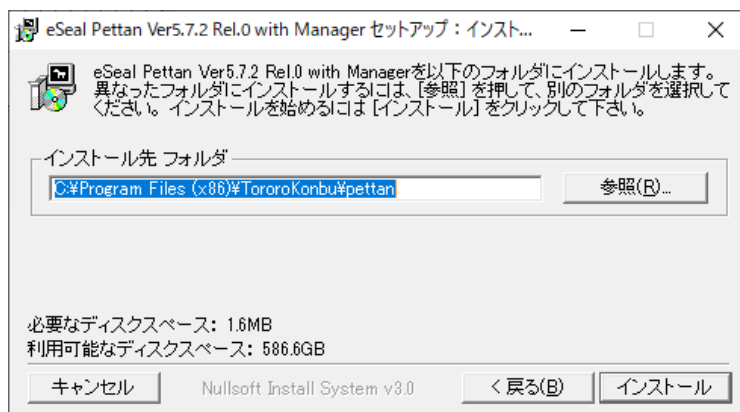 eSeal Pettan Ver5.7.2 Rel.0 with Manager セットアップ：インスト...
eSeal Pettan Ver5.7.2 Rel.0 with Managerを以下のフォルダにインストールします。
異なったフォルダにインストールするには、[参照] を押して、別のフォルダを選択して
ください。インストールを始めるには [インストール] をクリックして下さい。
インストール先 フォルダ
C:¥Program Files (x86)¥TororoKonbu¥pettan
参照(R)...
必要なディスクスペース: 1.6MB
利用可能なディスクスペース: 586.6GB
キャンセル
Nullsoft Install System v3.0
< 戻る(B)
インストール